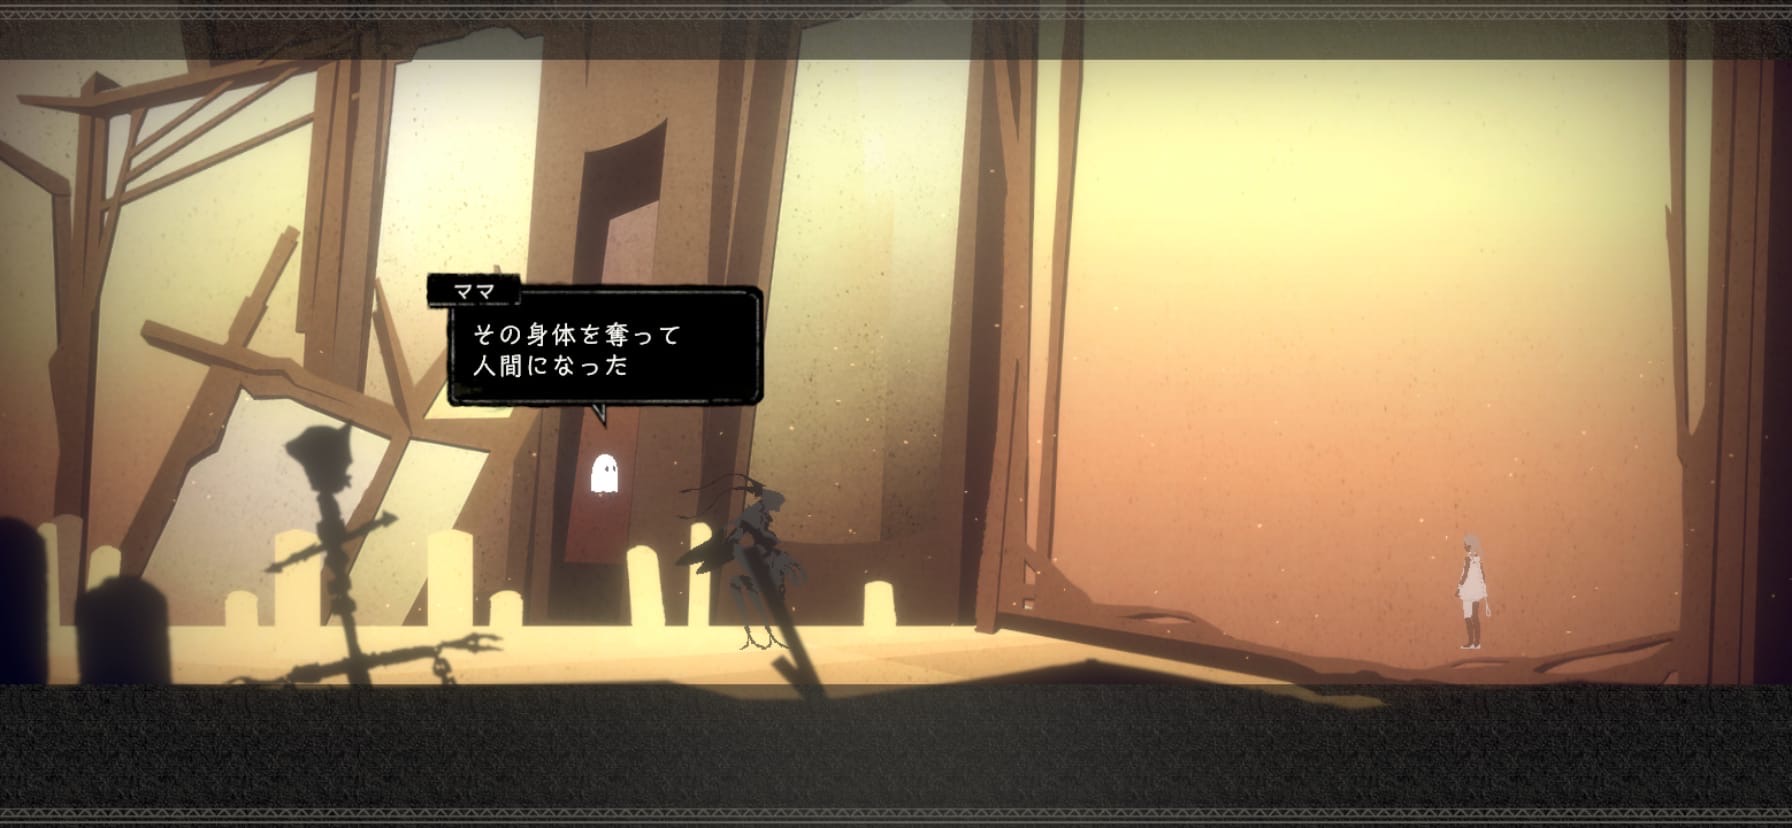 ママ
その身体を奪って
人間になった